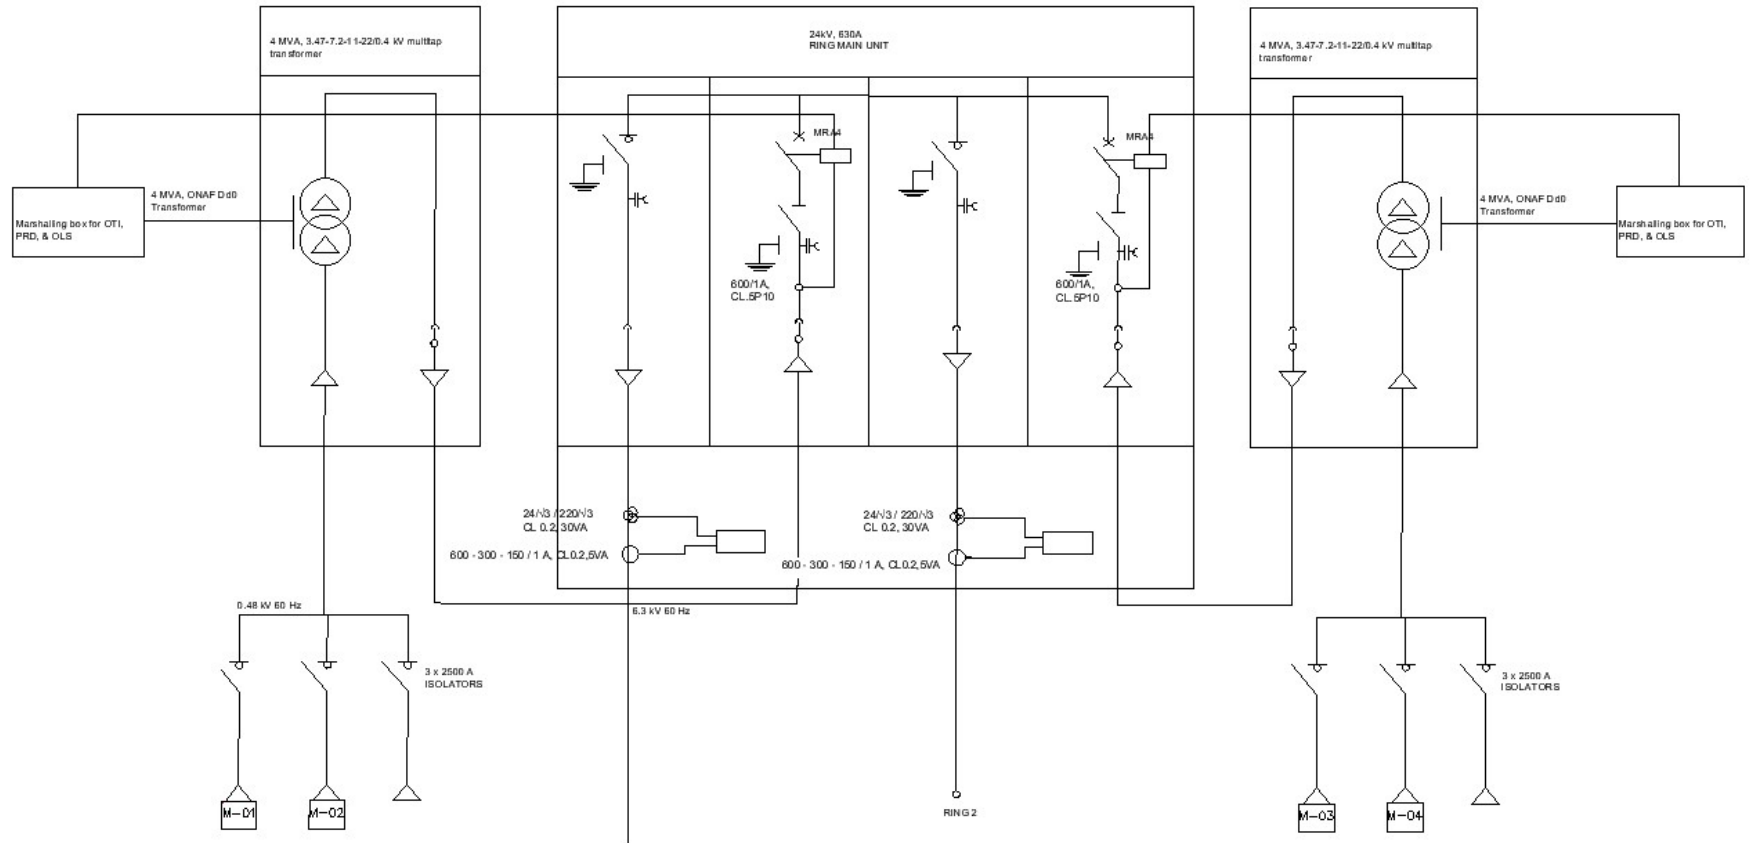 4 MVA, 3.47-7.2-11-22/0.4 kV multitap
transformer
24kV, 630A
RING MAIN UNIT
4 MVA, 3.47-7.2-11-22/0.4 kV multitap
transformer
MRA4
MRA4
4 MVA, ONAF Dd0
Transformer
Marshalling box for OTI,
PRD, & OLS
4 MVA, ONAF Dd0
Transformer
Marshalling box for OTI,
PRD, & OLS
600/1A,
CL.5P10
600/1A,
CL.5P10
24/√3 / 220/√3
CL 0.2, 30VA
24/√3 / 220/√3
CL 0.2, 30VA
600 - 300 - 150 / 1 A, CL0.2,5VA
600 - 300 - 150 / 1 A, CL0.2,5VA
0.48 kV 60 Hz
6.3 kV 60 Hz
3 x 2500 A
ISOLATORS
3 x 2500 A
ISOLATORS
M-01
M-02
RING 2
M-03
M-04